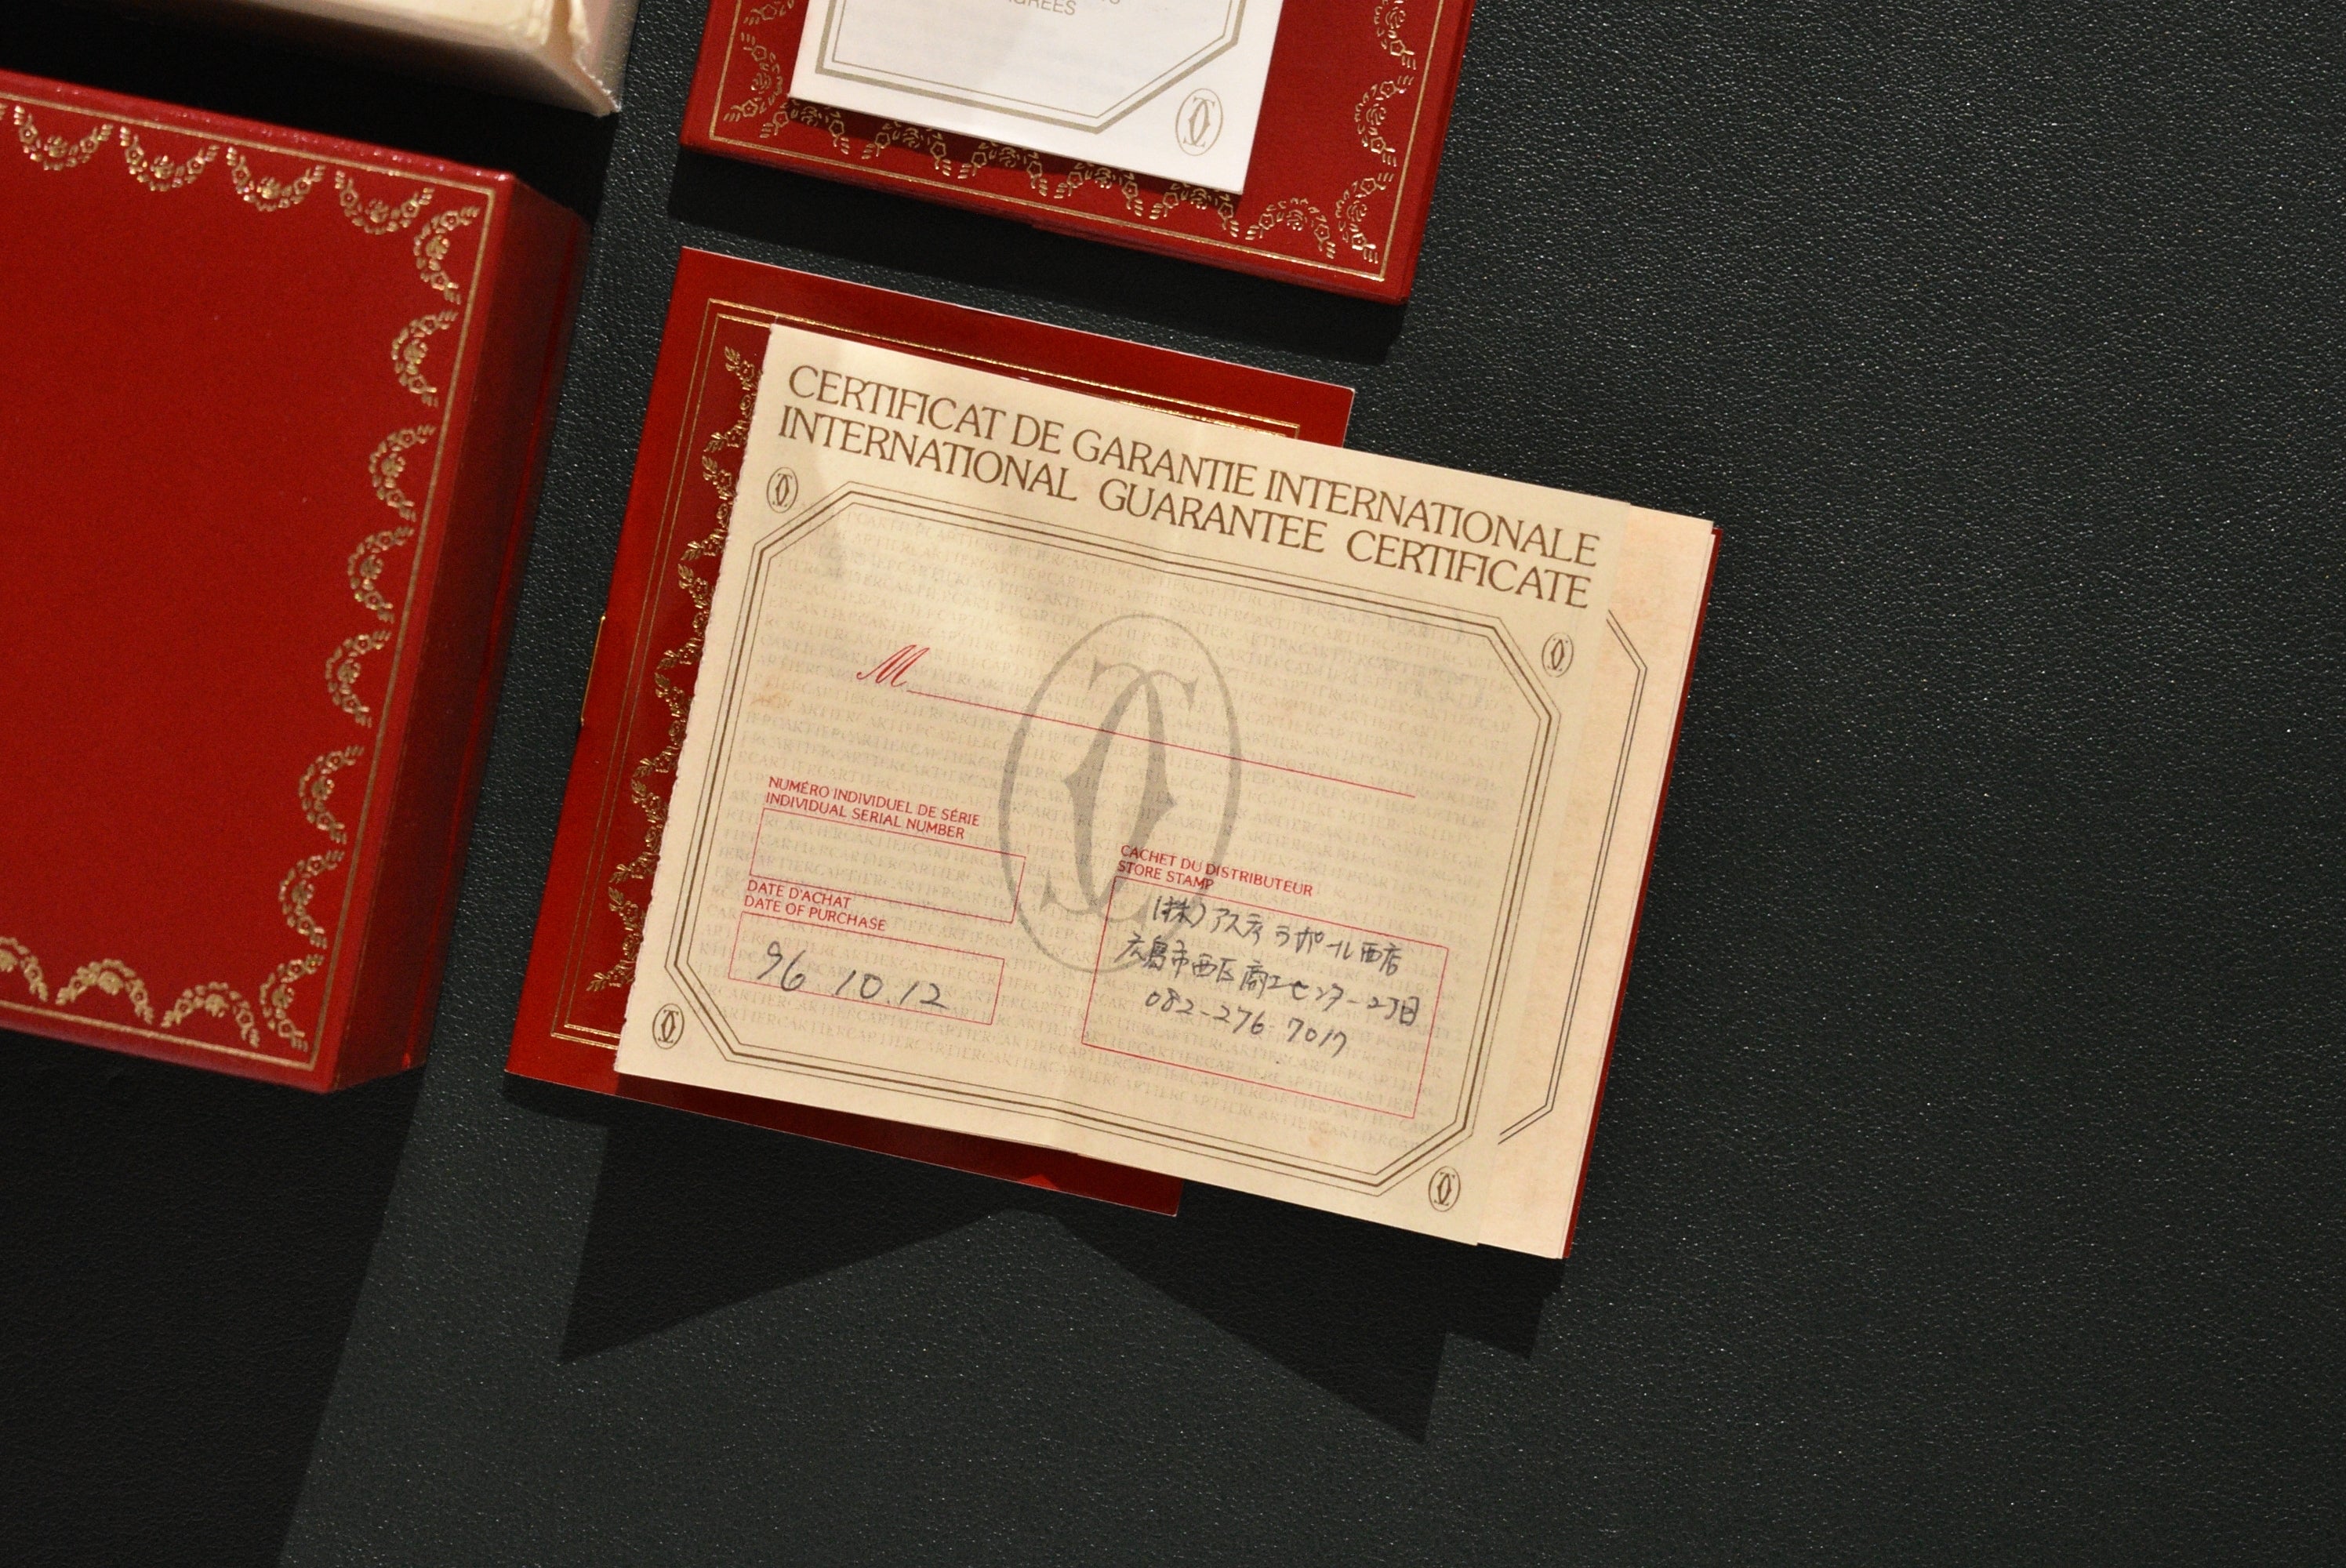 AGRÉES
CERTIFICAT DE GARANTIE INTERNATIONALE
INTERNATIONAL GUARANTEE CERTIFICATE
M
NUMÉRO INDIVIDUEL DE SÉRIE
INDIVIDUAL SERIAL NUMBER
DATE D'ACHAT
DATE OF PURCHASE
96 10.12
CACHET DU DISTRIBUTEUR
STORE STAMP
(株)アスティ ラポール西店
広島市西区商工センター2丁目
082-276-7017